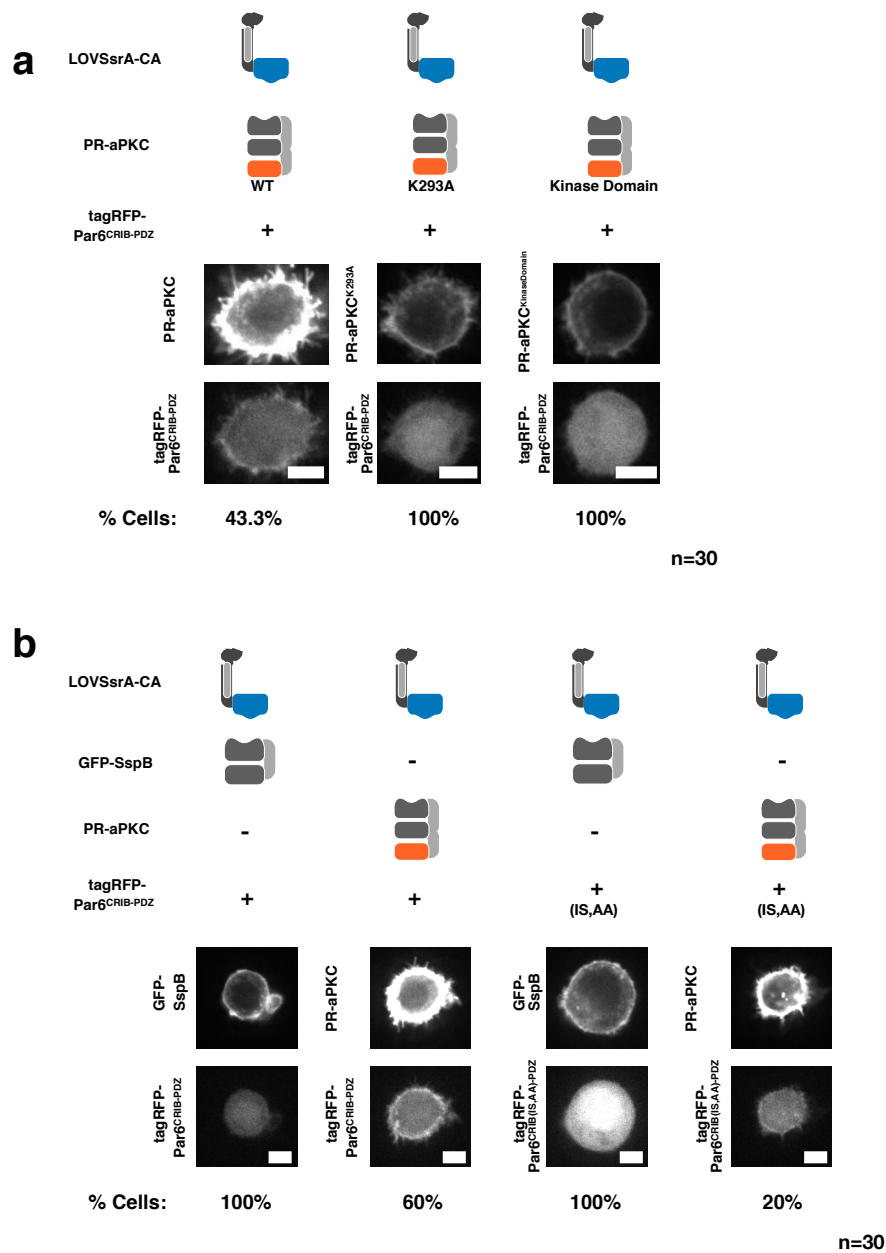 a
LOVSsrA-CA
PR-aPKC
WT K293A Kinase Domain
tagRFP-
Par6CRIB-PDZ
+ + +
PR-aPKC
PR-aPKCK293A
PR-aPKCKinaseDomain
tagRFP-
Par6CRIB-PDZ
tagRFP-
Par6CRIB-PDZ
tagRFP-
Par6CRIB-PDZ
% Cells: 43.3% 100% 100%
n=30
b
LOVSsrA-CA
GFP-SspB - -
PR-aPKC - -
tagRFP-
Par6CRIB-PDZ
+ + + +
(IS,AA) (IS,AA)
GFP-
SspB
PR-aPKC
GFP-
SspB
PR-aPKC
tagRFP-
Par6CRIB-PDZ
tagRFP-
Par6CRIB-PDZ
tagRFP-
Par6CRIB(IS,AA)-PDZ
tagRFP-
Par6CRIB(IS,AA)-PDZ
% Cells: 100% 60% 100% 20%
n=30